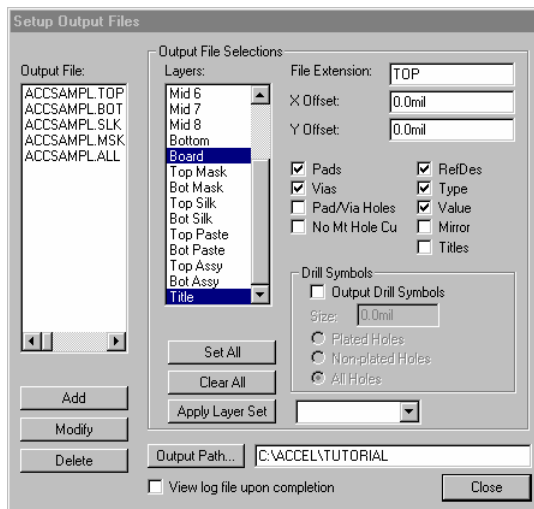 Setup Output Files
Output File:
ACCSAMPL.TOP
ACCSAMPL.BOT
ACCSAMPL.SLK
ACCSAMPL.MSK
ACCSAMPL.ALL
Add
Modify
Delete
Output File Selections
Layers:
Mid 6
Mid 7
Mid 8
Bottom
Board
Top Mask
Bot Mask
Top Silk
Bot Silk
Top Paste
Bot Paste
Top Assy
Bot Assy
Title
Set All
Clear All
Apply Layer Set
File Extension: TOP
X Offset: 0.0mil
Y Offset: 0.0mil
Pads
Vias
Pad/Via Holes
No Mt Hole Cu
RefDes
Type
Value
Mirror
Titles
Drill Symbols
Output Drill Symbols
Size: 0.0mil
Plated Holes
Non-plated Holes
All Holes
Output Path... C:\ACCEL\TUTORIAL
View log file upon completion
Close